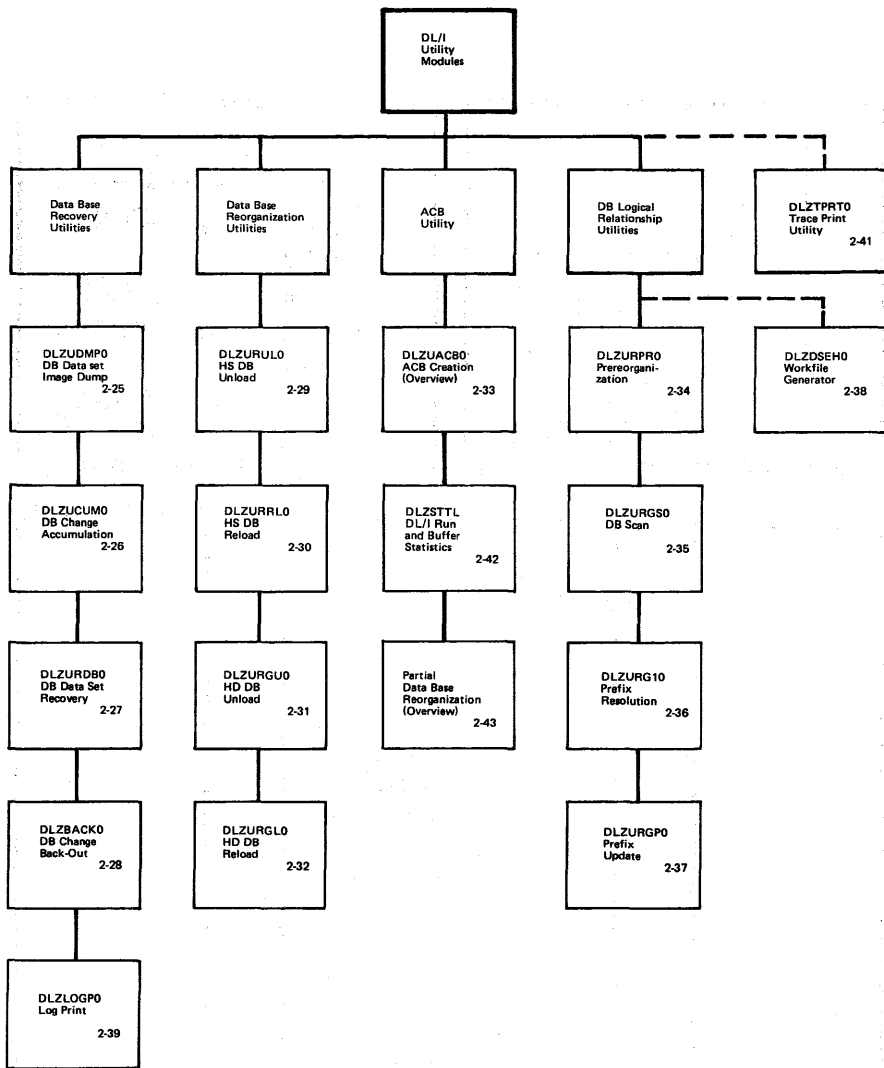 DL/I
Utility
Modules
Data Base
Recovery
Utilities
Data Base
Reorganization
Utilities
ACB
Utility
DB Logical
Relationship
Utilities
DLZTPRT0
Trace Print
Utility
2-41
DLZUDMP0
DB Data set
Image Dump
2-25
DLZURUL0
HS DB
Unload
2-29
DLZUACB0
ACB Creation
(Overview)
2-33
DLZURPR0
Prereorgani-
zation
2-34
DLZDSEH0
Workfile
Generator
2-38
DLZUCUM0
DB Change
Accumulation
2-26
DLZURRL0
HS DB
Reload
2-30
DLZSTTL
DL/I Run
and Buffer
Statistics
2-42
DLZURGS0
DB Scan
2-35
DLZURDB0
DB Data Set
Recovery
2-27
DLZURGU0
HD DB
Unload
2-31
Partial
Data Base
Reorganization
(Overview)
2-43
DLZURG10
Prefix
Resolution
2-36
DLZBACK0
DB Change
Back-Out
2-28
DLZURGL0
HD DB
Reload
2-32
DLZURGP0
Prefix
Update
2-37
DLZLOGP0
Log Print
2-39